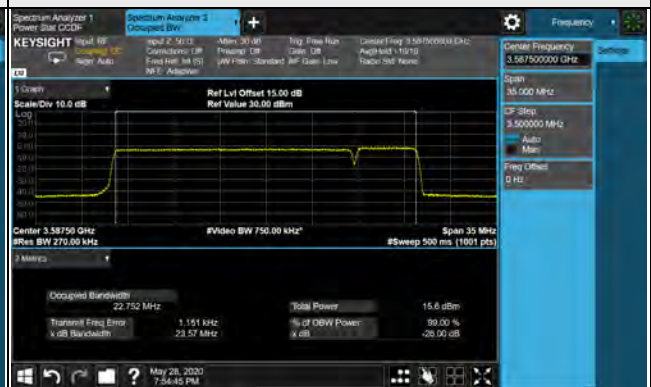 Spectrum Analyzer 1
Power Stat CCDF
Spectrum Analyzer 3
Occupied BW
Frequency
KEYSIGHT Input: RF
Coupling: DC
Align: Auto
Input Z: 50 Ω
Corrections: Off
Freq Ref: Int (S)
NFE: Adaptive
Atten: 30 dB
Preamp: Off
µW Path: Standard
Trig: Free Run
Gate: Off
#IF Gain: Low
Center Freq: 3.587500000 GHz
Avg|Hold: 10/10
Radio Std: None
Center Frequency
3.587500000 GHz
Settings
Span
35.000 MHz
CF Step
3.500000 MHz
Auto
Man
Freq Offset
0 Hz
1 Graph
Scale/Div 10.0 dB
Ref Lvl Offset 15.00 dB
Ref Value 30.00 dBm
Log
Center 3.58750 GHz
#Res BW 270.00 kHz
#Video BW 750.00 kHz*
Span 35 MHz
#Sweep 500 ms (1001 pts)
2 Metrics
Occupied Bandwidth
22.752 MHz
Total Power
15.6 dBm
Transmit Freq Error
1.151 kHz
% of OBW Power
99.00 %
x dB Bandwidth
23.57 MHz
x dB
-26.00 dB
May 28, 2020
7:54:45 PM